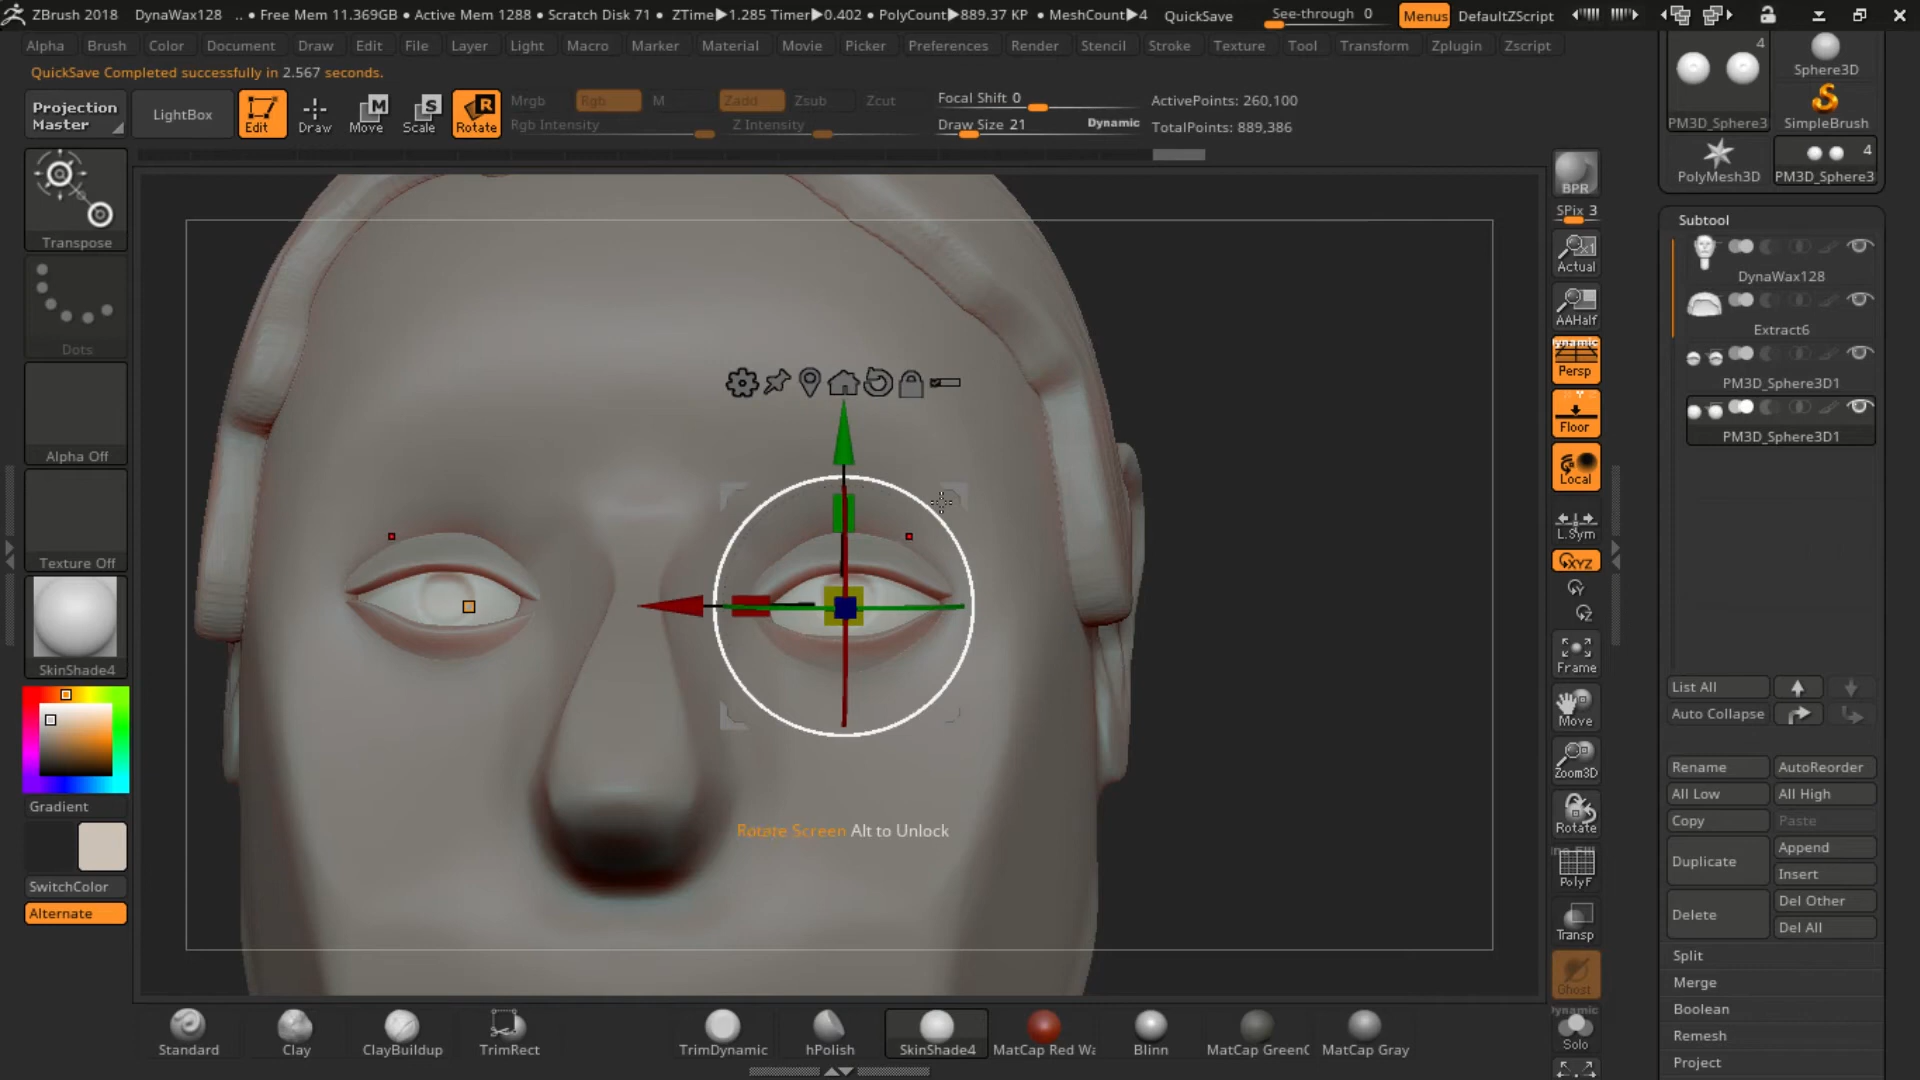 ZBrush 2018 DynaWax128 .. • Free Mem 11.369GB • Active Mem 1288 • Scratch Disk 71 • ZTime▶1.285 Timer▶0.402 • PolyCount▶889.37 KP • MeshCount▶4 QuickSave See-through 0 Menus DefaultZScript
Alpha Brush Color Document Draw Edit File Layer Light Macro Marker Material Movie Picker Preferences Render Stencil Stroke Texture Tool Transform Zplugin Zscript
QuickSave Completed successfully in 2.567 seconds.
Projection Master
LightBox
Edit
Draw
Move
Scale
Rotate
Mrgb Rgb M Zadd Zsub Zcut
Rgb Intensity Z Intensity
Focal Shift 0
Draw Size 21 Dynamic
ActivePoints: 260,100
TotalPoints: 889,386
Transpose
Dots
Alpha Off
Texture Off
SkinShade4
Gradient
SwitchColor
Alternate
Rotate Screen Alt to Unlock
BPR
SPix 3
Actual
AAHalf
Persp
Floor
Local
L.Sym
XYZ
Frame
Move
Zoom3D
Rotate
PolyF
Transp
Ghost
Dynamic
Solo
4
Sphere3D
PM3D_Sphere3
SimpleBrush
4
PolyMesh3D
PM3D_Sphere3
Subtool
DynaWax128
Extract6
PM3D_Sphere3D1
PM3D_Sphere3D1
List All
Auto Collapse
Rename AutoReorder
All Low All High
Copy Paste
Duplicate
Append
Insert
Delete
Del Other
Del All
Split
Merge
Boolean
Remesh
Project
Standard Clay ClayBuildup TrimRect TrimDynamic hPolish SkinShade4 MatCap Red Wa Blinn MatCap GreenC MatCap Gray